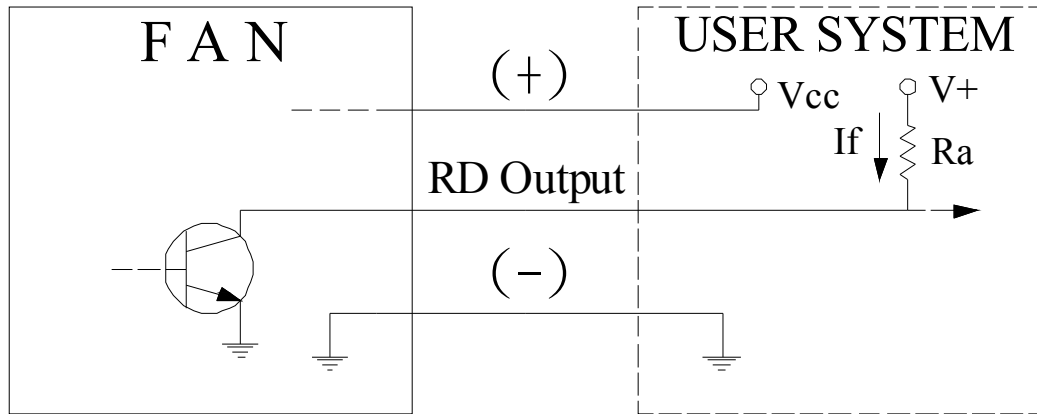 F A N
USER SYSTEM
(+)
Vcc
V+
If
Ra
RD Output
(-)